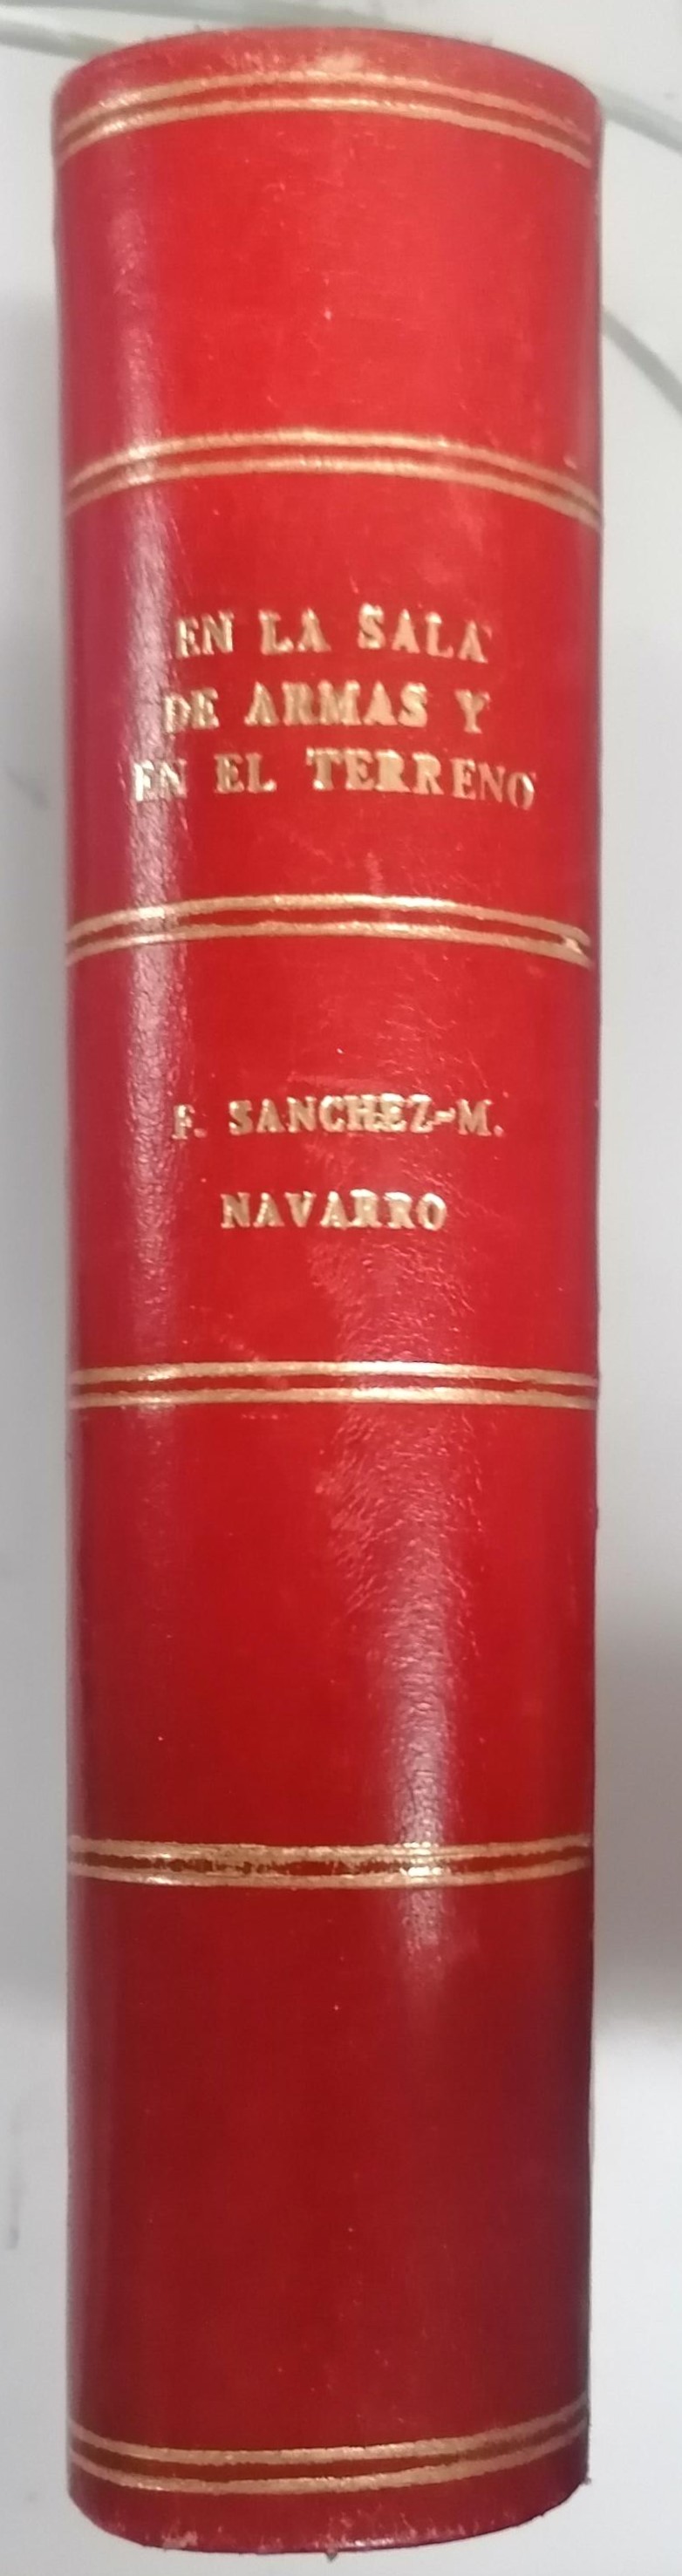 EN LA SALA
DE ARMAS Y
EN EL TERRENO
F. SANCHEZ-M.
NAVARRO